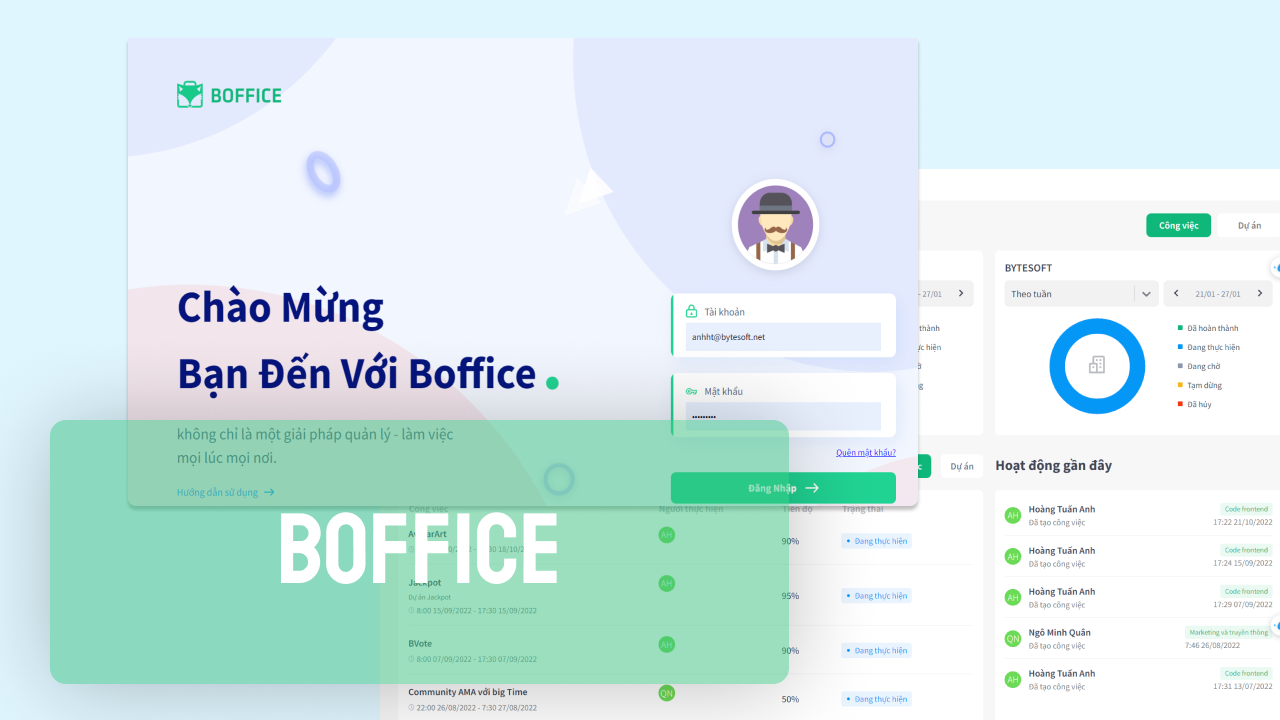 BOFFICE
Chào Mừng
Bạn Đến Với Boffice
không chỉ là một giải pháp quản lý - làm việc
mọi lúc mọi nơi.
Hướng dẫn sử dụng
Tài khoản
anhht@bytesoft.net
Mật khẩu
•••••••••
Quên mật khẩu?
Đăng Nhập
BOFFICE
Công việc
Dự án
- 27/01
BYTESOFT
Theo tuần
21/01 - 27/01
Đã hoàn thành
Đang thực hiện
Đang chờ
Tạm dừng
Đã hủy
Dự án
Công việc
Người thực hiện
Tiến độ
Trạng thái
AH
90%
Đang thực hiện
Jackpot
Dự án Jackpot
8:00 15/09/2022 - 17:30 15/09/2022
AH
95%
Đang thực hiện
BVote
8:00 07/09/2022 - 17:30 07/09/2022
AH
90%
Đang thực hiện
Community AMA với big Time
22:00 26/08/2022 - 7:30 27/08/2022
QN
50%
Đang thực hiện
Hoạt động gần đây
AH
Hoàng Tuấn Anh
Code frontend
Đã tạo công việc
17:22 21/10/2022
AH
Hoàng Tuấn Anh
Code frontend
Đã tạo công việc
17:24 15/09/2022
AH
Hoàng Tuấn Anh
Code frontend
Đã tạo công việc
17:29 07/09/2022
QN
Ngô Minh Quân
Marketing và truyền thông
Đã tạo công việc
7:46 26/08/2022
AH
Hoàng Tuấn Anh
Code frontend
Đã tạo công việc
17:31 13/07/2022